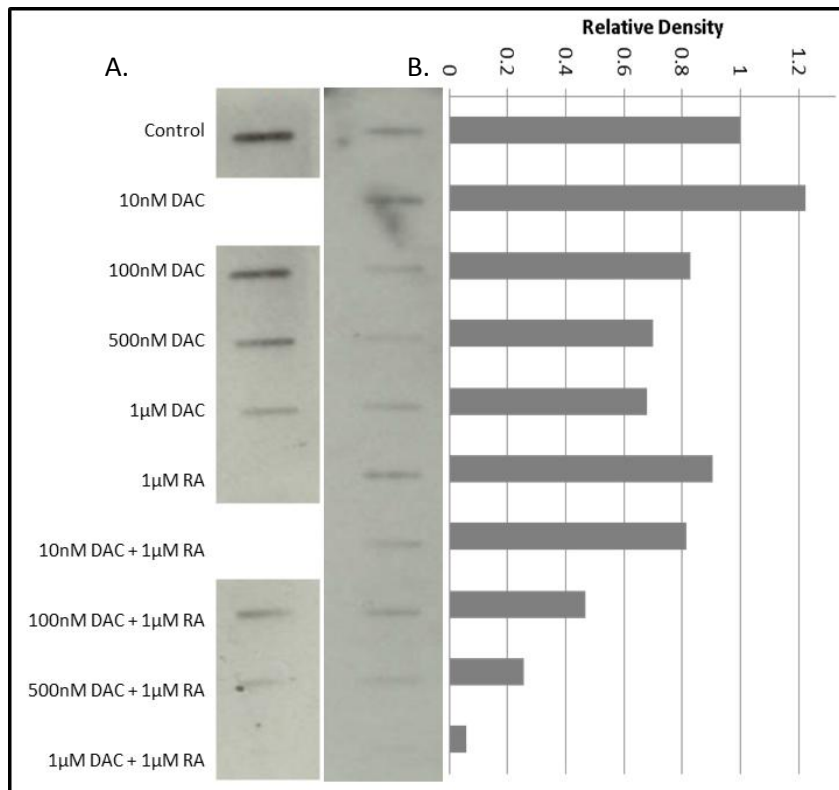 Relative Density
A.
B.
0 0.2 0.4 0.6 0.8 1 1.2
Control
10nM DAC
100nM DAC
500nM DAC
1µM DAC
1µM RA
10nM DAC + 1µM RA
100nM DAC + 1µM RA
500nM DAC + 1µM RA
1µM DAC + 1µM RA